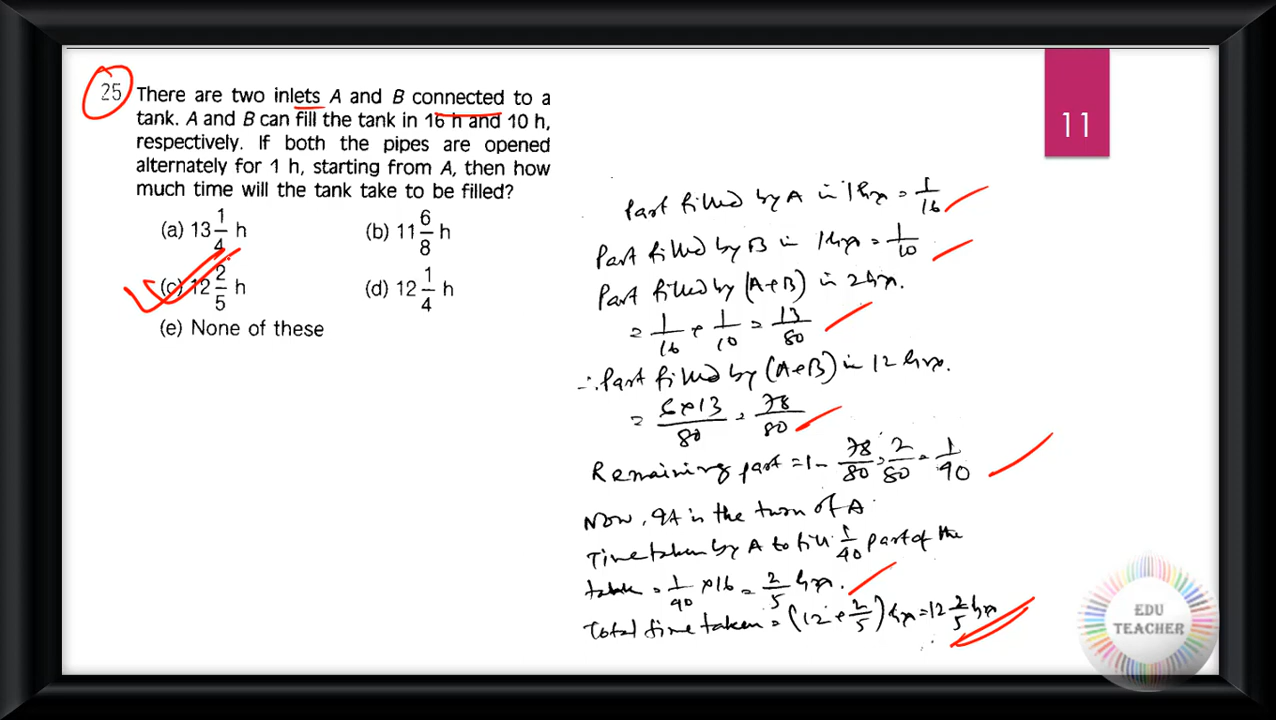 25 There are two inlets A and B connected to a
tank. A and B can fill the tank in 16 h and 10 h,
respectively. If both the pipes are opened
alternately for 1 h, starting from A, then how
much time will the tank take to be filled?
(a) 13 1/4 h (b) 11 6/8 h
(c) 12 2/5 h (d) 12 1/4 h
(e) None of these
11
Part filled by A in 1 hr = 1/16
Part filled by B in 1 hr = 1/10
Part filled by (A+B) in 2 hr.
= 1/16 + 1/10 = 13/80
∴ Part filled by (A+B) in 12 hrs.
= 6×13/80 = 78/80
Remaining part = 1 - 78/80 = 2/80 = 1/40
Now, it is the turn of A.
Time taken by A to fill 1/40 part of the
tank = 1/40 × 16 = 2/5 hrs.
Total time taken = (12 + 2/5) hrs = 12 2/5 hrs
EDU
TEACHER